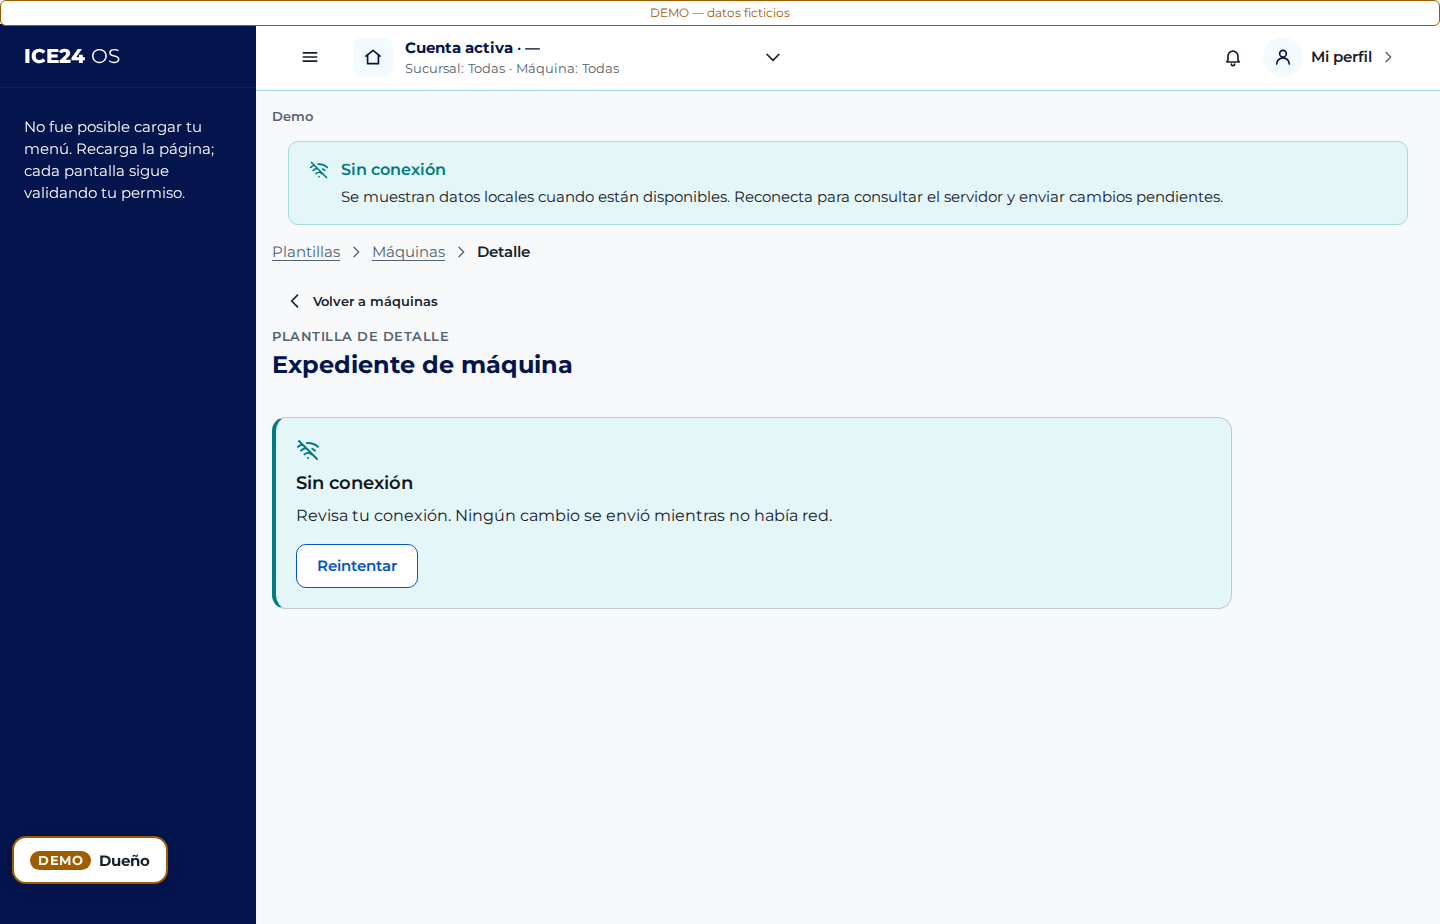 DEMO — datos ficticios
ICE24 OS
No fue posible cargar tu
menú. Recarga la página;
cada pantalla sigue
validando tu permiso.
DEMO Dueño
Cuenta activa · —
Sucursal: Todas · Máquina: Todas
Mi perfil
Demo
Sin conexión
Se muestran datos locales cuando están disponibles. Reconecta para consultar el servidor y enviar cambios pendientes.
Plantillas > Máquinas > Detalle
Volver a máquinas
PLANTILLA DE DETALLE
Expediente de máquina
Sin conexión
Revisa tu conexión. Ningún cambio se envió mientras no había red.
Reintentar